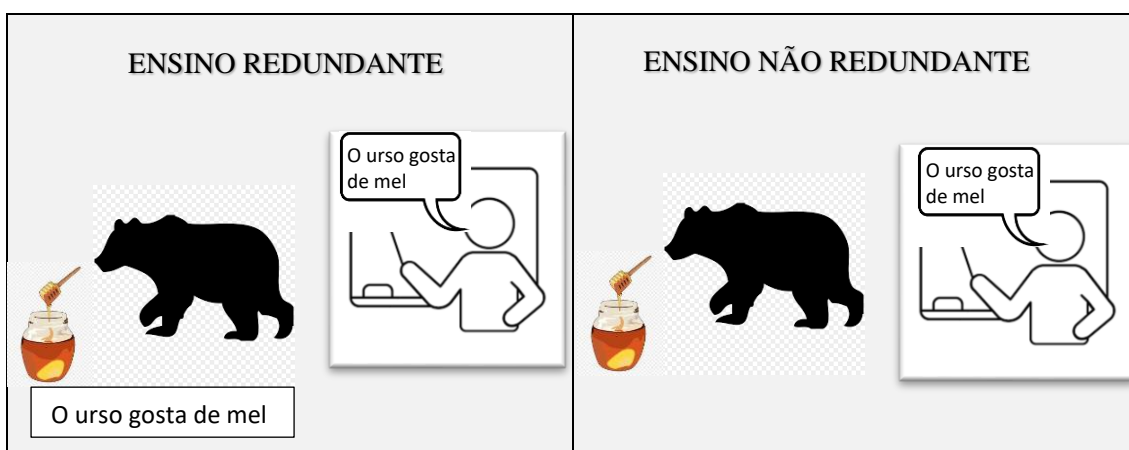 ENSINO REDUNDANTE
O urso gosta
de mel
O urso gosta de mel
ENSINO NÃO REDUNDANTE
O urso gosta
de mel